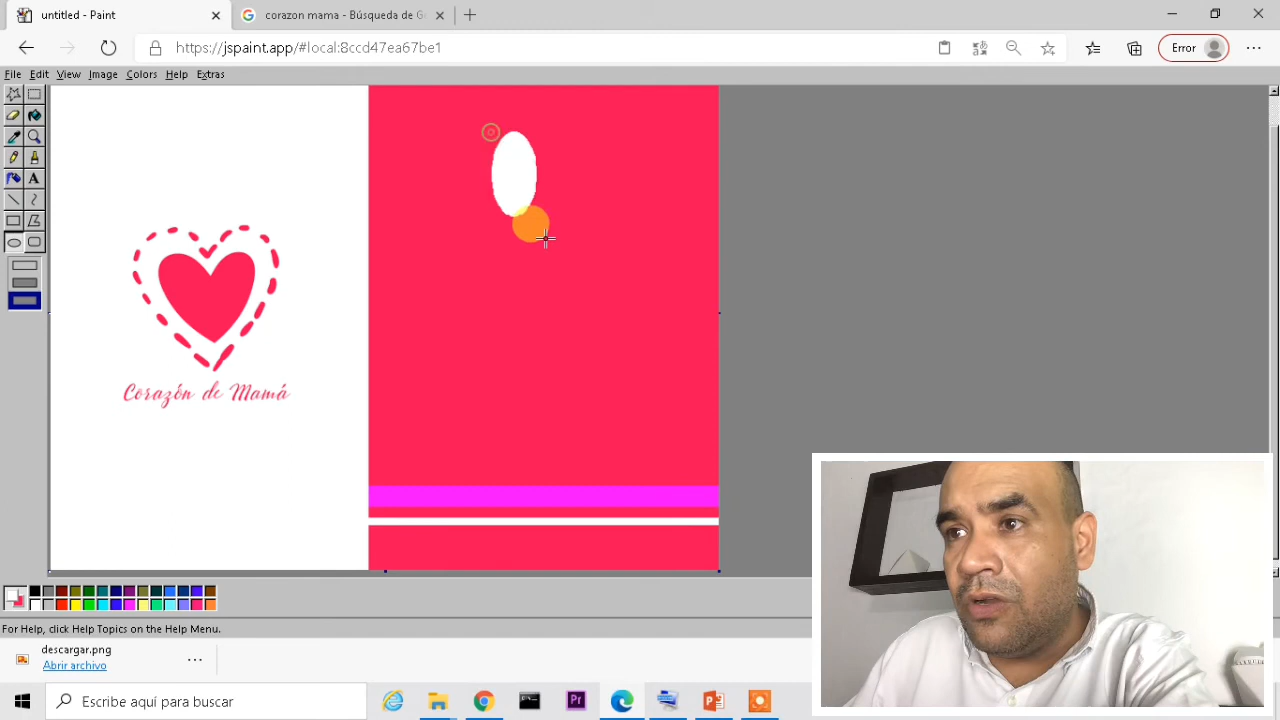 untitled - Paint
corazon mama - Búsqueda de G
https://jspaint.app/#local:8ccd47ea67be1
Error
File Edit View Image Colors Help Extras
A
Corazón de Mamá
For Help, click Help Topics on the Help Menu.
descargar.png
Abrir archivo
Escribe aquí para buscar
Pr